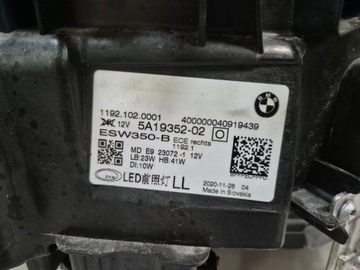 BMW
1192.102.0001
400000040919439
12V 5A19352-02
ESW350-B ECE rechts
1192.1
MD E9 23072 -1 12V
LB:23W HB 41W
DI:10W
LED前照灯 LL
2020-11-26 04
Made in Slovakia